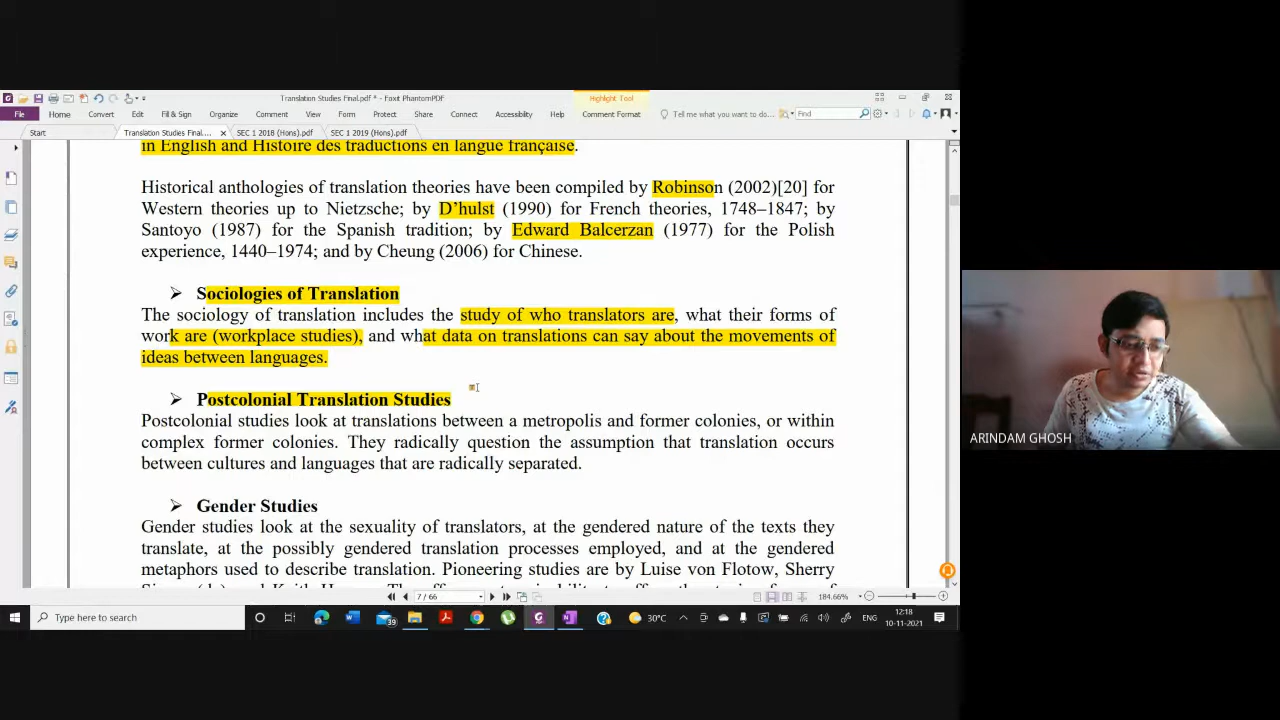 Translation Studies Final.pdf * - Foxit PhantomPDF
Highlight Tool
File Home Convert Edit Fill & Sign Organize Comment View Form Protect Share Connect Accessibility Help Comment Format Tell me what you want to do... Find
Start Translation Studies Final.... × SEC 1 2018 (Hons).pdf SEC 1 2019 (Hons).pdf
in English and Histoire des traductions en langue française.
Historical anthologies of translation theories have been compiled by Robinson (2002)[20] for
Western theories up to Nietzsche; by D’hulst (1990) for French theories, 1748–1847; by
Santoyo (1987) for the Spanish tradition; by Edward Balcerzan (1977) for the Polish
experience, 1440–1974; and by Cheung (2006) for Chinese.
➢ Sociologies of Translation
The sociology of translation includes the study of who translators are, what their forms of
work are (workplace studies), and what data on translations can say about the movements of
ideas between languages.
➢ Postcolonial Translation Studies
Postcolonial studies look at translations between a metropolis and former colonies, or within
complex former colonies. They radically question the assumption that translation occurs
between cultures and languages that are radically separated.
➢ Gender Studies
Gender studies look at the sexuality of translators, at the gendered nature of the texts they
translate, at the possibly gendered translation processes employed, and at the gendered
metaphors used to describe translation. Pioneering studies are by Luise von Flotow, Sherry
ARINDAM GHOSH
7 / 66
184.66%
Type here to search
39
30°C
ENG
12:18
10-11-2021